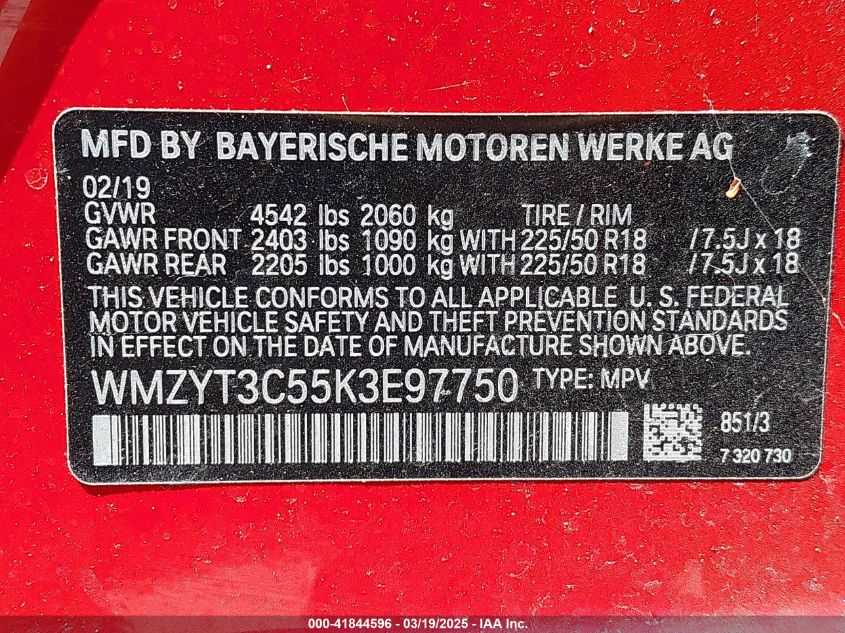 MFD BY BAYERISCHE MOTOREN WERKE AG
02/19
GVWR 4542 lbs 2060 kg TIRE / RIM
GAWR FRONT 2403 lbs 1090 kg WITH 225/50 R18 /7.5J x 18
GAWR REAR 2205 lbs 1000 kg WITH 225/50 R18 /7.5J x 18
THIS VEHICLE CONFORMS TO ALL APPLICABLE U. S. FEDERAL
MOTOR VEHICLE SAFETY AND THEFT PREVENTION STANDARDS
IN EFFECT ON THE DATE OF MANUFACTURE SHOWN ABOVE.
WMZYT3C55K3E97750 TYPE: MPV
851/3
7 320 730
000-41844596 - 03/19/2025 - IAA Inc.